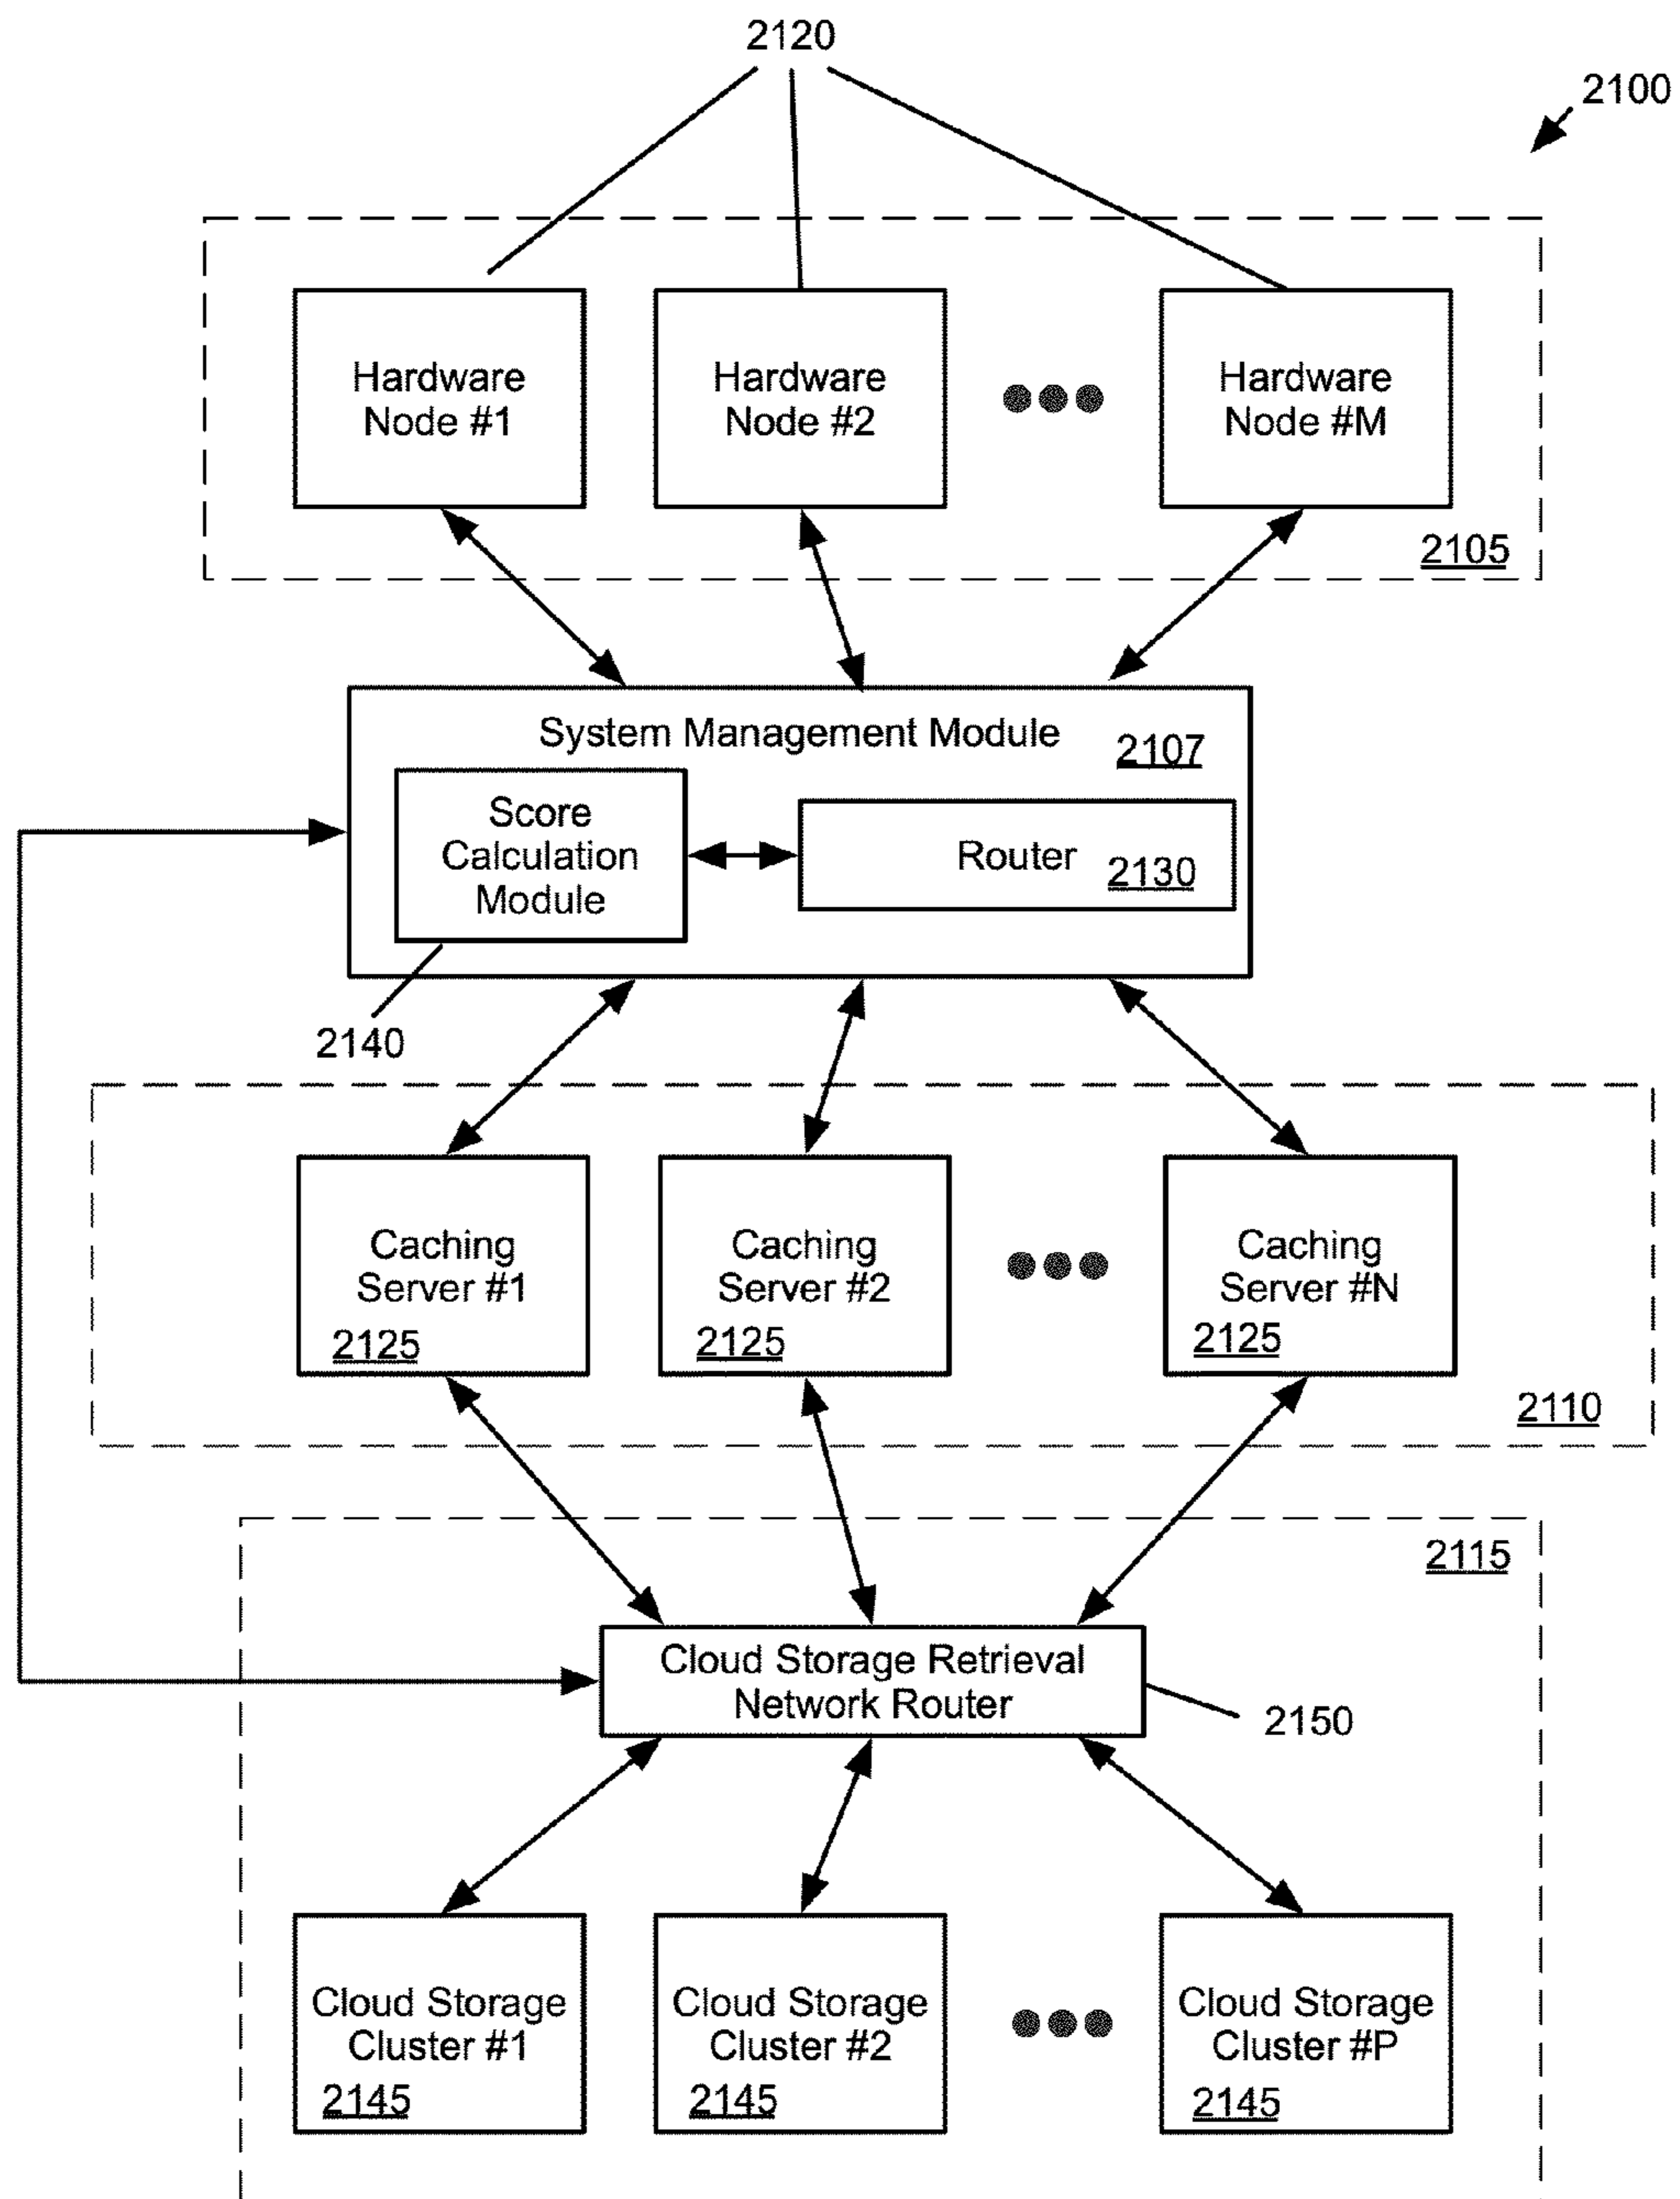 2120
2100
Hardware
Node #1
Hardware
Node #2
Hardware
Node #M
2105
System Management Module
2107
Score
Calculation
Module
Router
2130
2140
Caching
Server #1
2125
Caching
Server #2
2125
Caching
Server #N
2125
2110
2115
Cloud Storage Retrieval
Network Router
2150
Cloud Storage
Cluster #1
2145
Cloud Storage
Cluster #2
2145
Cloud Storage
Cluster #P
2145